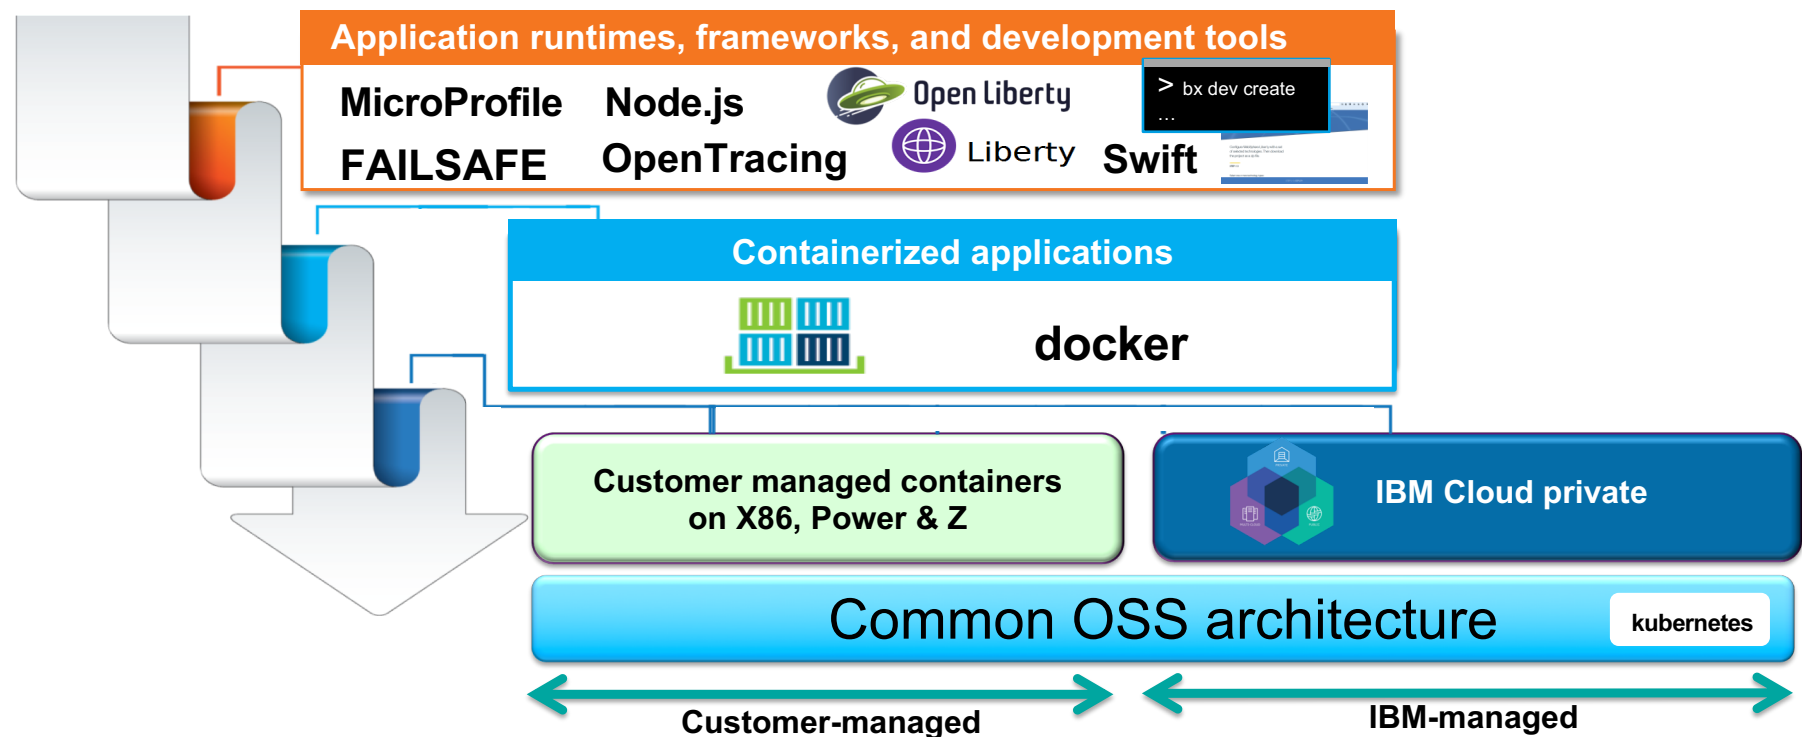 Application runtimes, frameworks, and development tools
MicroProfile
Node.js
Open Liberty
> bx dev create
...
FAILSAFE
OpenTracing
Liberty
Swift
Containerized applications
docker
Customer managed containers
on X86, Power & Z
IBM Cloud private
Common OSS architecture
kubernetes
Customer-managed
IBM-managed